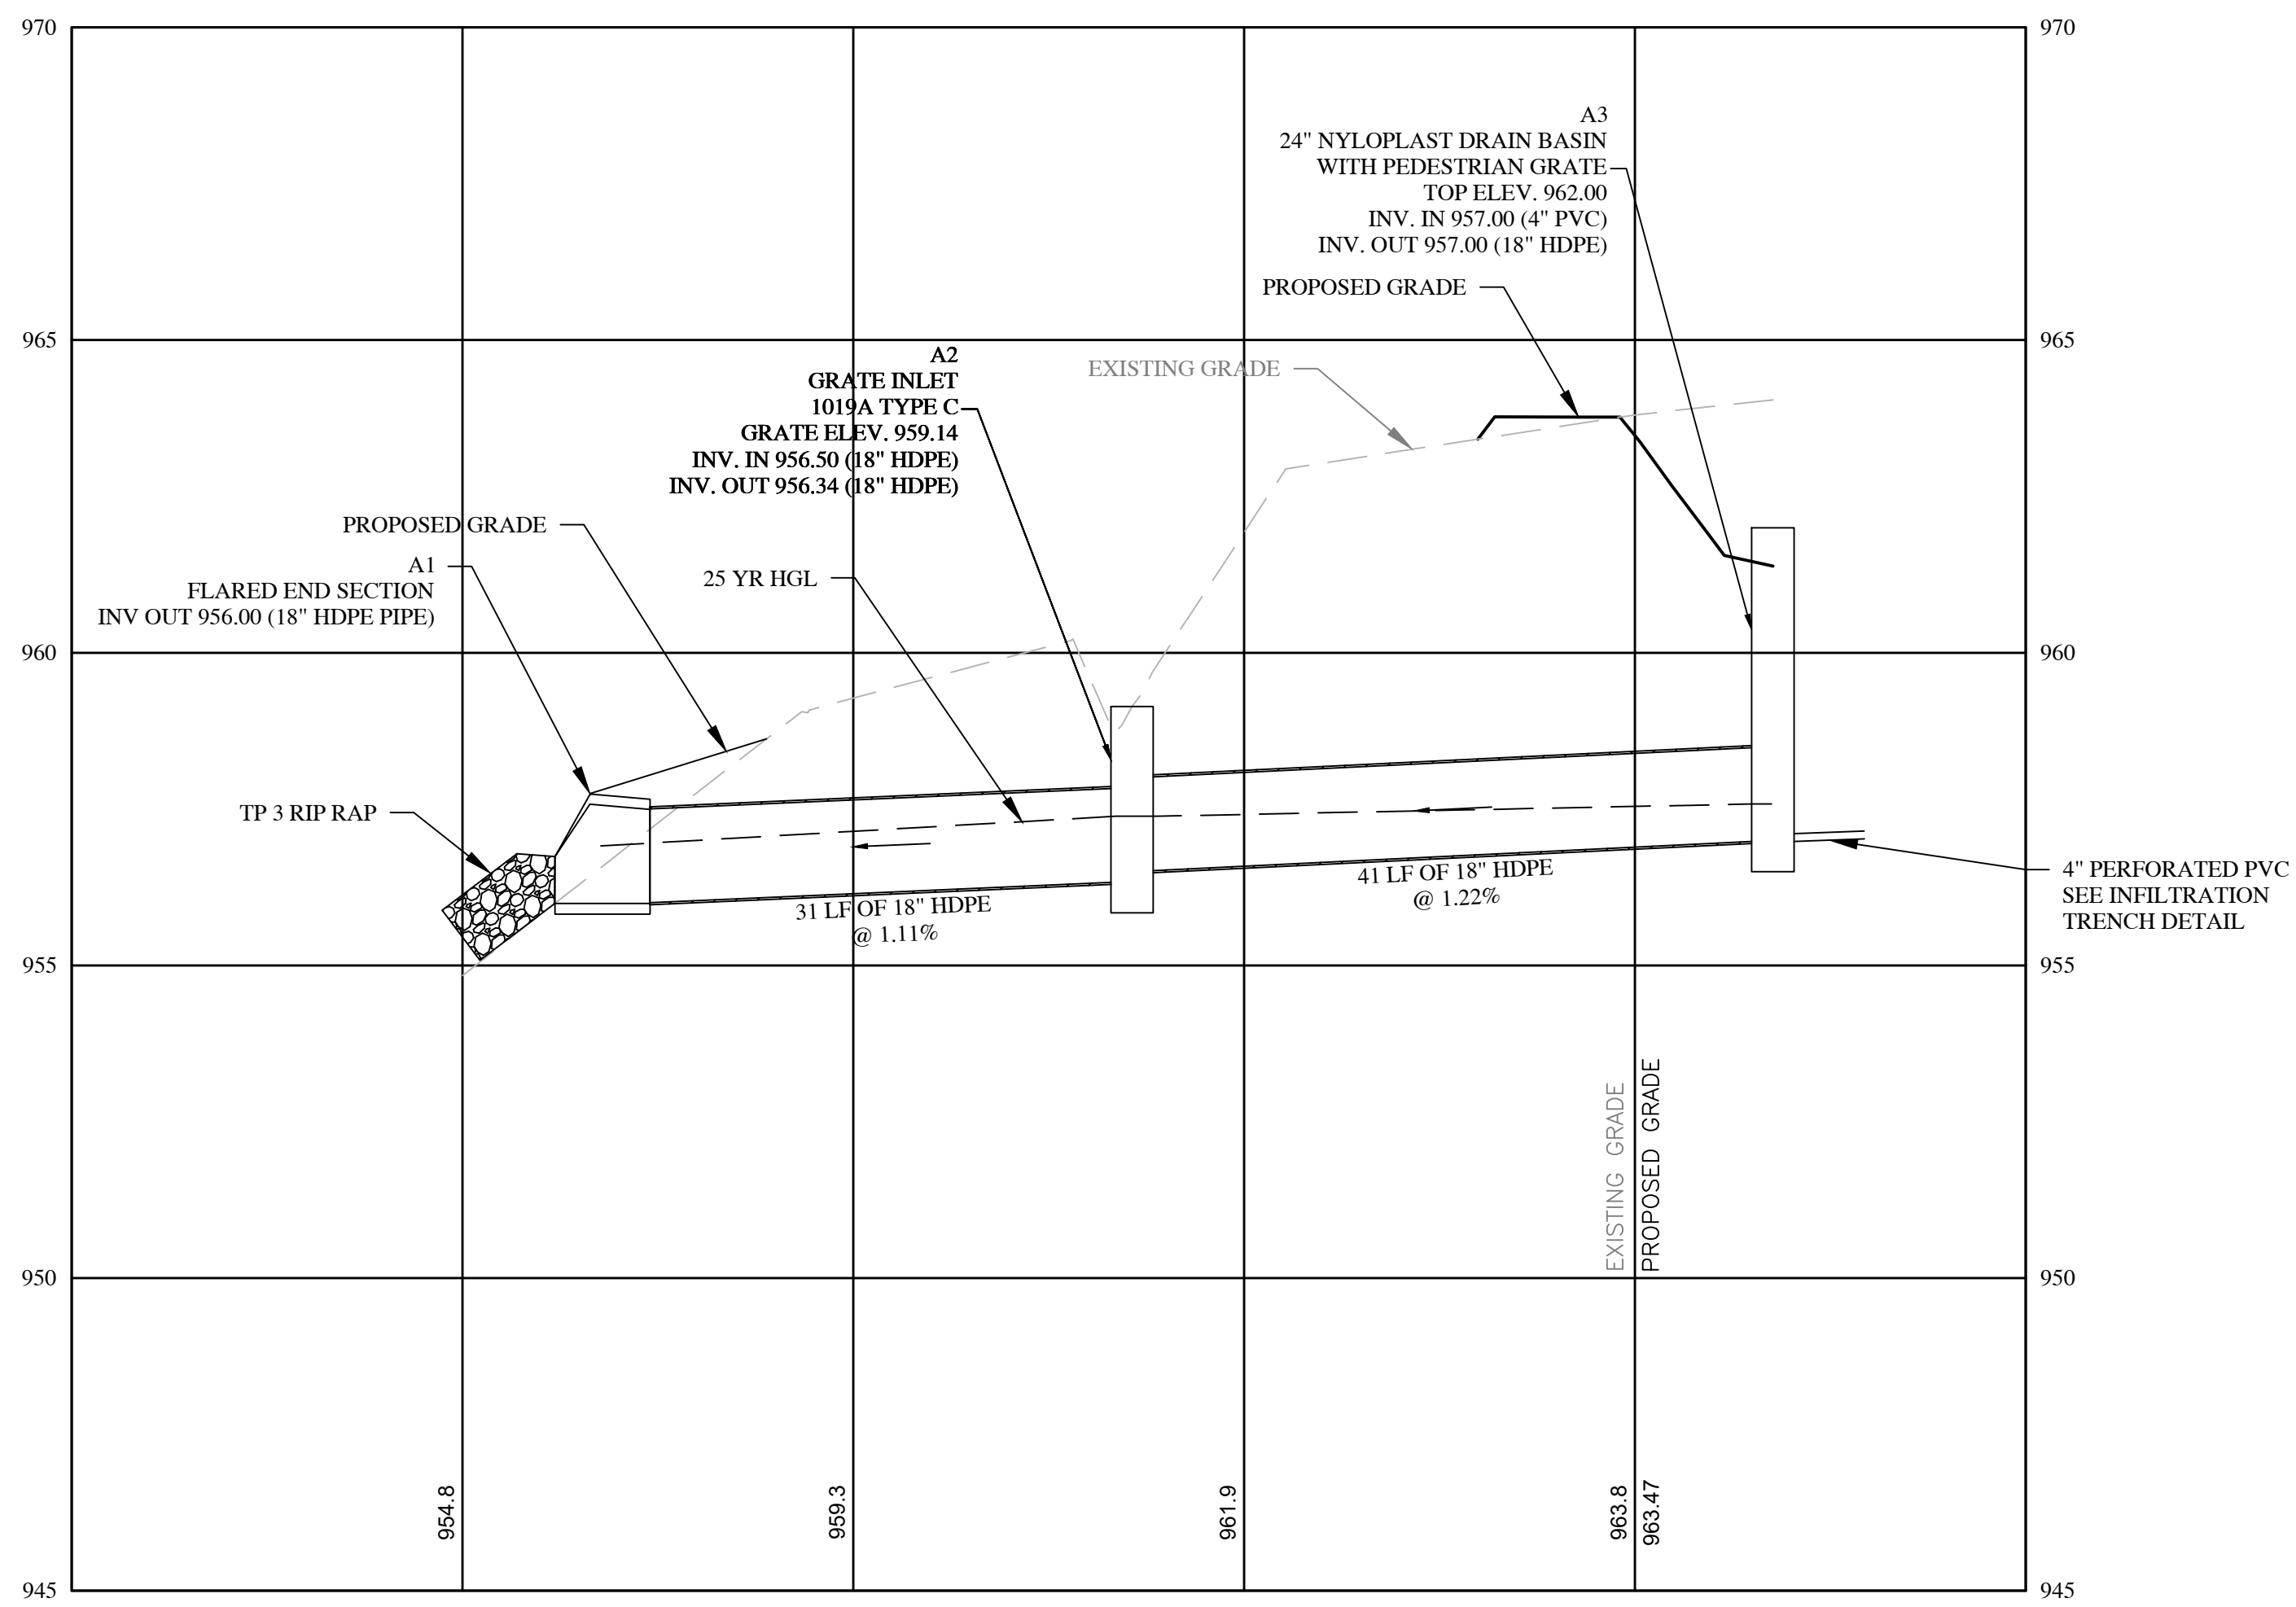 970
970
A3
24" NYLOPLAST DRAIN BASIN
WITH PEDESTRIAN GRATE
TOP ELEV. 962.00
INV. IN 957.00 (4" PVC)
INV. OUT 957.00 (18" HDPE)
PROPOSED GRADE
965
965
A2
GRATE INLET
1019A TYPE C
GRATE ELEV. 959.14
INV. IN 956.50 (18" HDPE)
INV. OUT 956.34 (18" HDPE)
EXISTING GRADE
PROPOSED GRADE
A1
FLARED END SECTION
INV OUT 956.00 (18" HDPE PIPE)
25 YR HGL
960
960
TP 3 RIP RAP
41 LF OF 18" HDPE
@ 1.22%
31 LF OF 18" HDPE
@ 1.11%
4" PERFORATED PVC
SEE INFILTRATION
TRENCH DETAIL
955
955
EXISTING GRADE
PROPOSED GRADE
950
950
954.8
959.3
961.9
963.8
963.47
945
945